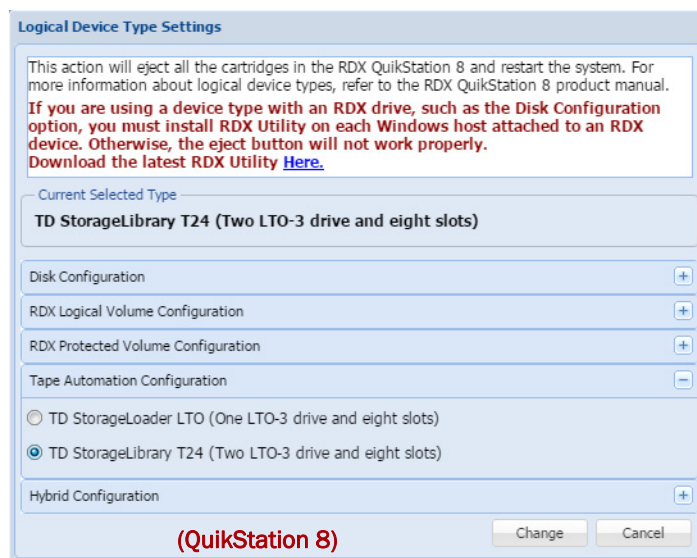 Logical Device Type Settings
This action will eject all the cartridges in the RDX QuikStation 8 and restart the system. For
more information about logical device types, refer to the RDX QuikStation 8 product manual.
If you are using a device type with an RDX drive, such as the Disk Configuration
option, you must install RDX Utility on each Windows host attached to an RDX
device. Otherwise, the eject button will not work properly.
Download the latest RDX Utility Here.
Current Selected Type
TD StorageLibrary T24 (Two LTO-3 drive and eight slots)
Disk Configuration
RDX Logical Volume Configuration
RDX Protected Volume Configuration
Tape Automation Configuration
TD StorageLoader LTO (One LTO-3 drive and eight slots)
TD StorageLibrary T24 (Two LTO-3 drive and eight slots)
Hybrid Configuration
(QuikStation 8)
Change
Cancel